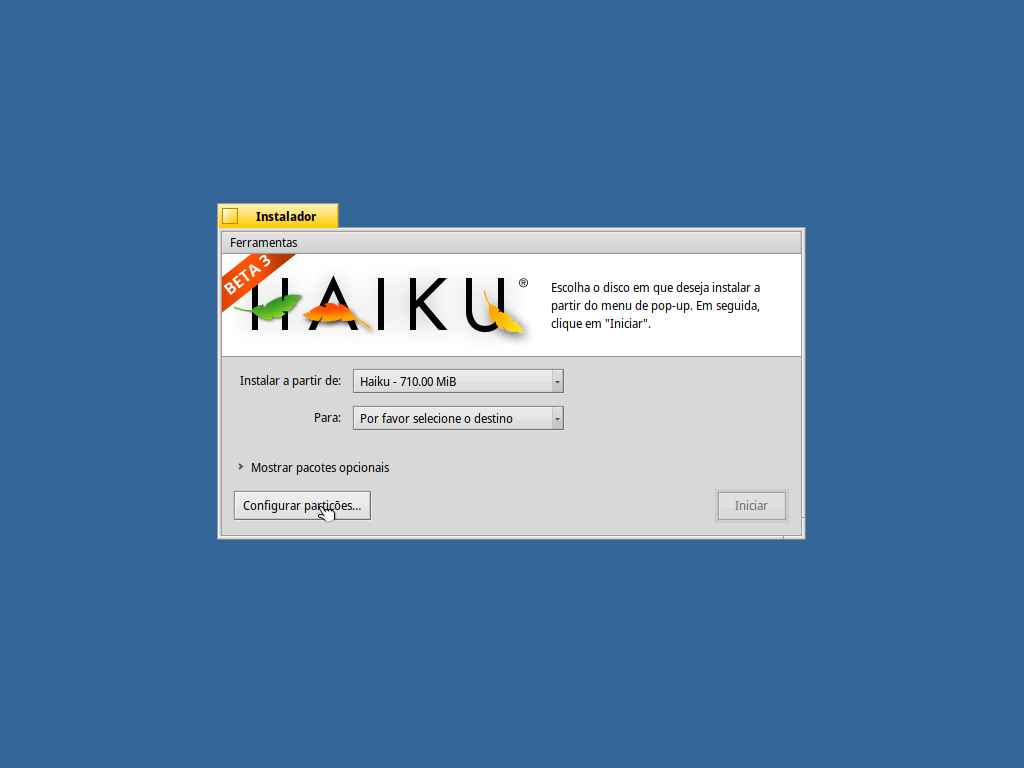 Instalador
Ferramentas
BETA 3
HAIKU®
Escolha o disco em que deseja instalar a
partir do menu de pop-up. Em seguida,
clique em "Iniciar".
Instalar a partir de: Haiku - 710.00 MiB
Para: Por favor selecione o destino
Mostrar pacotes opcionais
Configurar partições... Iniciar